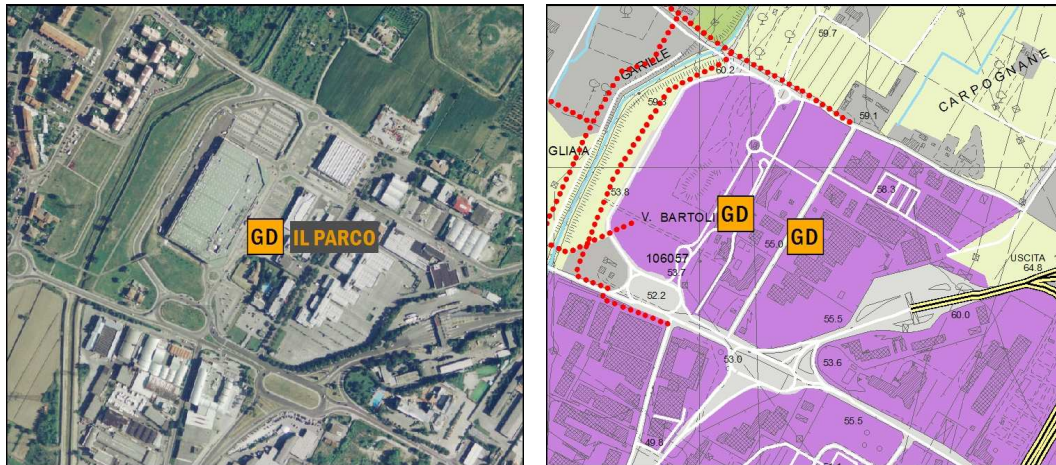 GD IL PARCO
59.7
GARILLE
60.2
CARPOGNANE
59.3
59.1
GLIAIA
53.8
58.3
V. BARTOLI
GD
GD
55.0
106057
53.7
USCITA
64.8
52.2
60.0
55.5
53.0
53.6
55.5
49.8